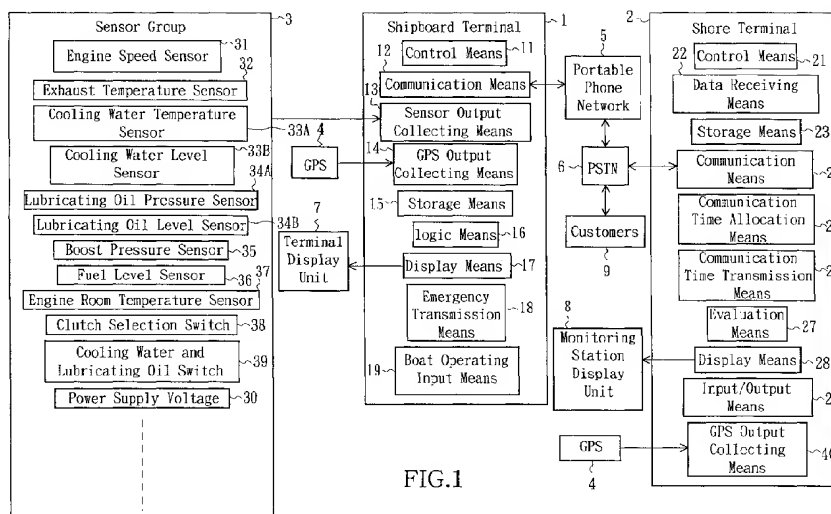 Sensor Group
3
Engine Speed Sensor
31
32
Exhaust Temperature Sensor
Cooling Water Temperature
Sensor
33A
Cooling Water Level
Sensor
33B
34A
Lubricating Oil Pressure Sensor
Lubricating Oil Level Sensor
34B
Boost Pressure Sensor
35
Fuel Level Sensor
36
37
Engine Room Temperature Sensor
Clutch Selection Switch
38
Cooling Water and
Lubricating Oil Switch
39
Power Supply Voltage
30
Shipboard Terminal
1
Control Means
11
12
Communication Means
13
Sensor Output
Collecting Means
4
GPS
14
GPS Output
Collecting Means
15
Storage Means
logic Means
16
7
Terminal
Display
Unit
Display Means
17
Emergency
Transmission
Means
18
19
Boat Operating
Input Means
5
Portable
Phone
Network
6
PSTN
Customers
9
8
Monitoring
Station
Display
Unit
GPS
4
2
Shore Terminal
Control Means
21
22
Data Receiving
Means
Storage Means
23
Communication
Means
2
Communication
Time Allocation
Means
2
Communication
Time Transmission
Means
2
Evaluation
Means
27
Display Means
28
Input/Output
Means
2
GPS Output
Collecting
Means
40
FIG.1